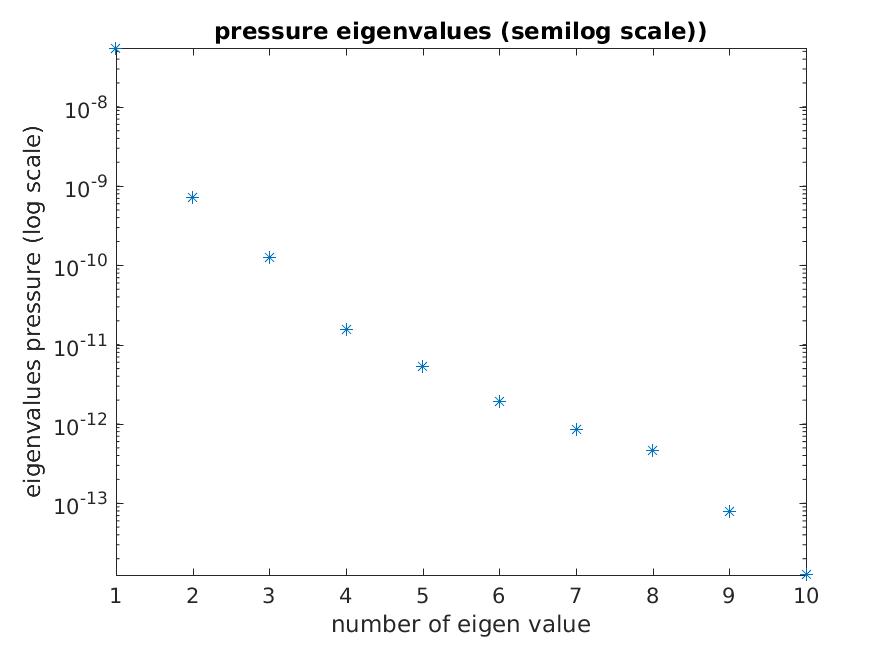 pressure eigenvalues (semilog scale))
eigenvalues pressure (log scale)
10^-8
10^-9
10^-10
10^-11
10^-12
10^-13
1 2 3 4 5 6 7 8 9 10
number of eigen value